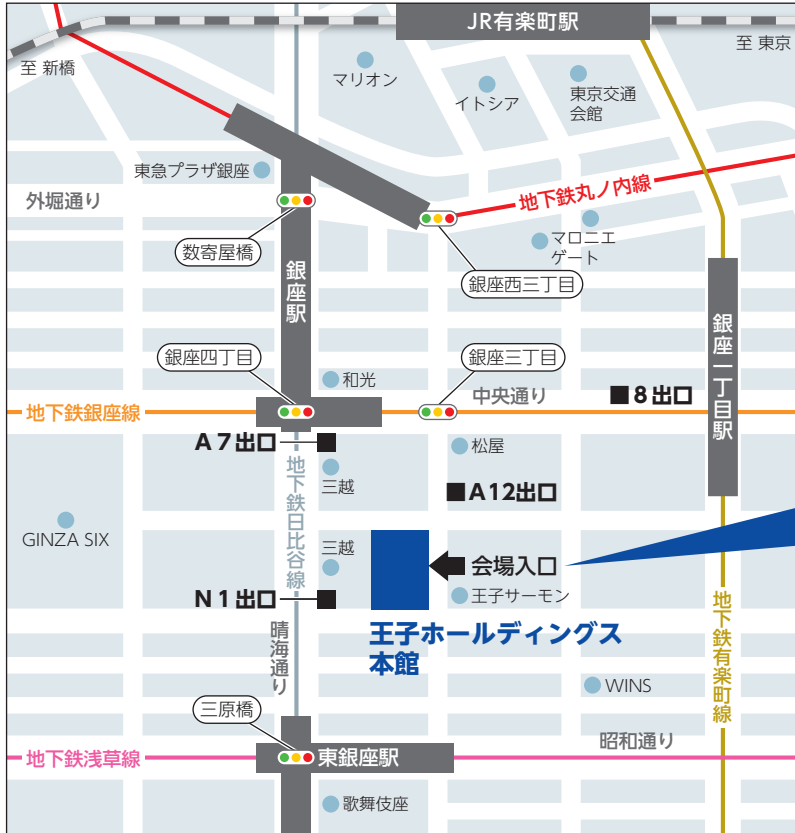 JR有楽町駅
至 東京
至 新橋
マリオン
イトシア
東京交通
会館
東急プラザ銀座
地下鉄丸ノ内線
外堀通り
数寄屋橋
マロニエ
ゲート
銀座駅
銀座西三丁目
銀座一丁目駅
銀座四丁目
銀座三丁目
和光
中央通り
■8出口
地下鉄銀座線
A7出口
松屋
地下鉄日比谷線
三越
■A12出口
GINZA SIX
三越
会場入口
N1出口
王子サーモン
地下鉄有楽町線
王子ホールディングス
本館
晴海通り
WINS
三原橋
昭和通り
地下鉄浅草線
東銀座駅
歌舞伎座